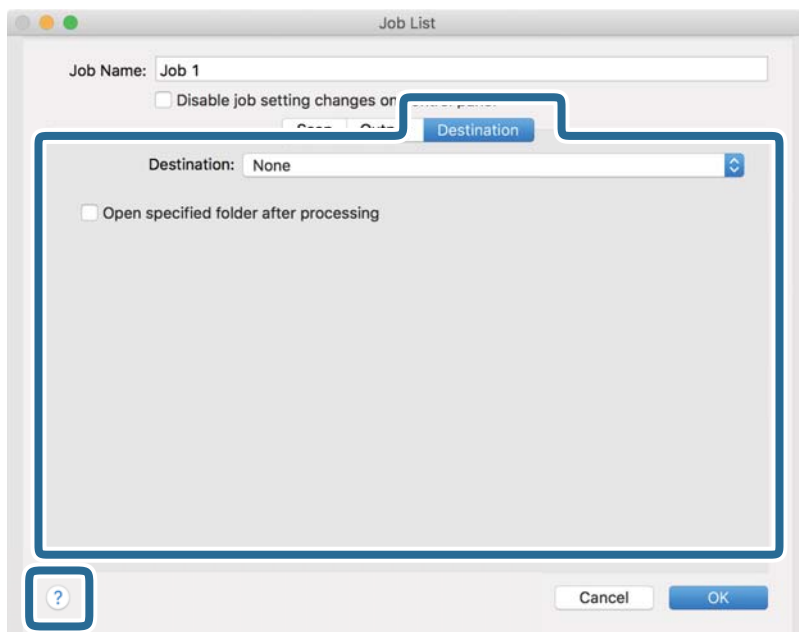 Job List
Job Name: Job 1
Disable job setting changes on
Destination
Destination: None
Open specified folder after processing
? Cancel OK